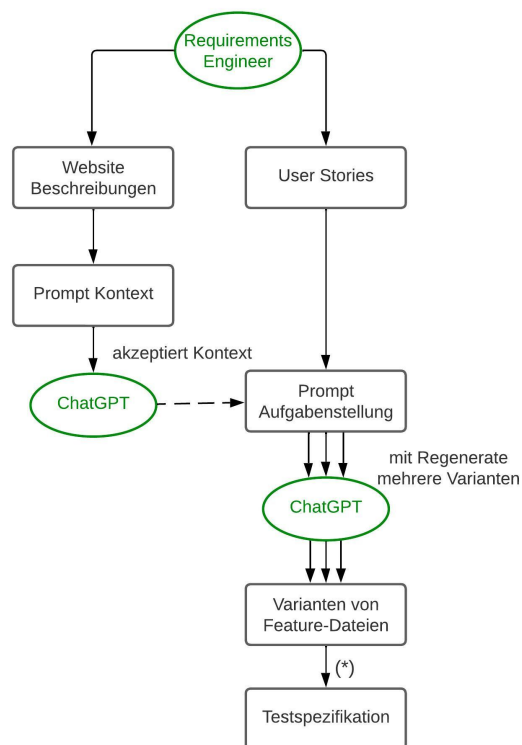 Requirements
Engineer
Website
Beschreibungen
User Stories
Prompt Kontext
akzeptiert Kontext
ChatGPT
Prompt
Aufgabenstellung
mit Regenerate
mehrere Varianten
ChatGPT
Varianten von
Feature-Dateien
(*)
Testspezifikation